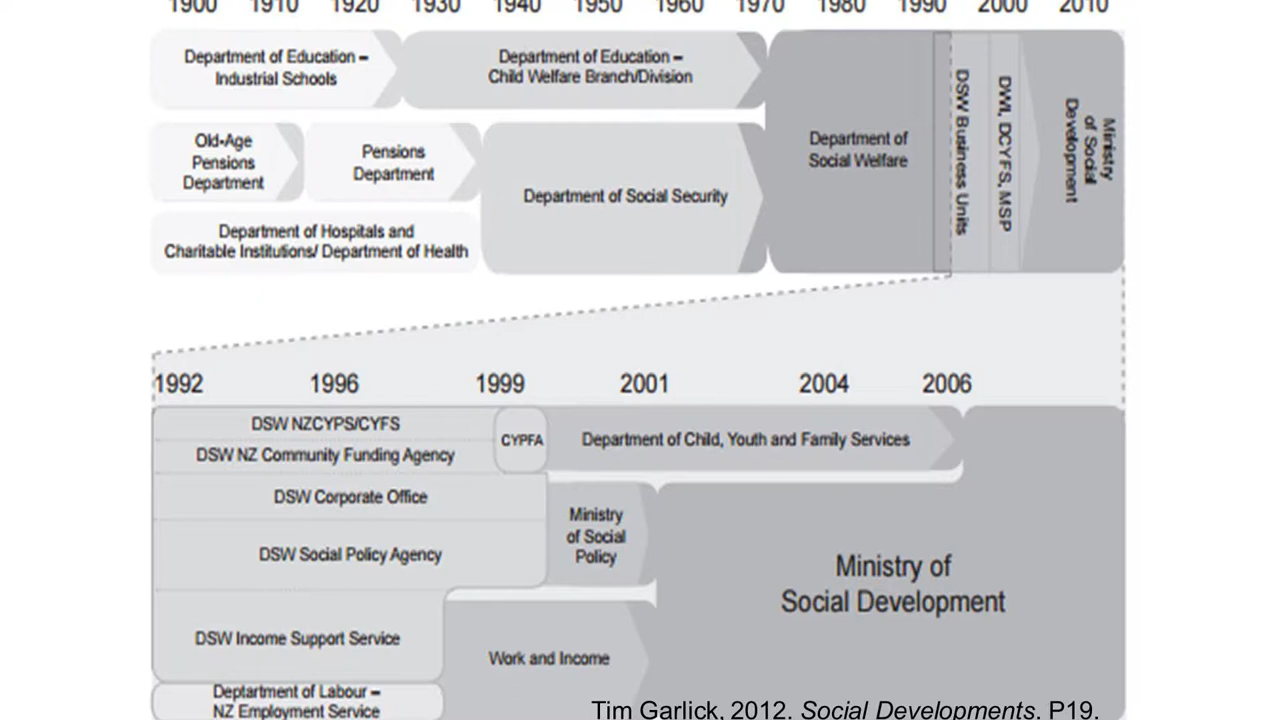 1900 1910 1920 1930 1940 1950 1960 1970 1980 1990 2000 2010
Department of Education –
Industrial Schools
Department of Education –
Child Welfare Branch/Division
Old-Age
Pensions
Department
Pensions
Department
Department of Hospitals and
Charitable Institutions/ Department of Health
Department of Social Security
Department of
Social Welfare
DSW Business Units
DWI, DCYFS, MSP
Ministry
of Social
Development
1992 1996 1999 2001 2004 2006
DSW NZCYPS/CYFS
DSW NZ Community Funding Agency
CYPFA
Department of Child, Youth and Family Services
DSW Corporate Office
DSW Social Policy Agency
Ministry
of Social
Policy
Ministry of
Social Development
DSW Income Support Service
Work and Income
Deptartment of Labour –
NZ Employment Service
Tim Garlick, 2012. Social Developments. P19.